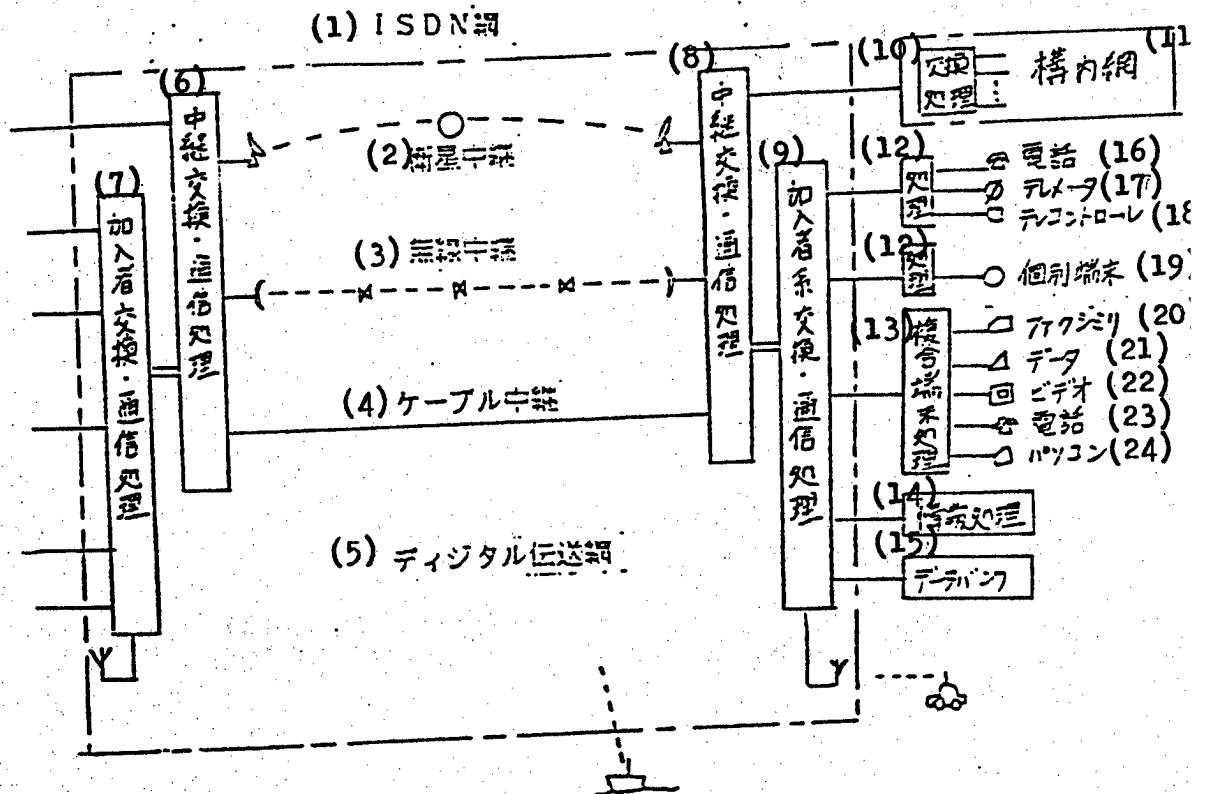 (1) ISDN網
(2) 衛星中継
(3) 無線中継
(4) ケーブル中継
(5) ディジタル伝送網
(6)
中継交換・通信処理
(7)
加入者交換・通信処理
(8)
中継交換・通信処理
(9)
加入者系交換・通信処理
(10)
交換
処理
構内網
(11
(12)
処理
電話 (16)
テレメータ (17)
テレコントロール (18
(12)
処理
個別端末 (19)
(13)
複合端末処理
ファクシミリ (20
データ (21)
ビデオ (22)
電話 (23)
パソコン (24)
(14)
情報処理
(15)
データバンク